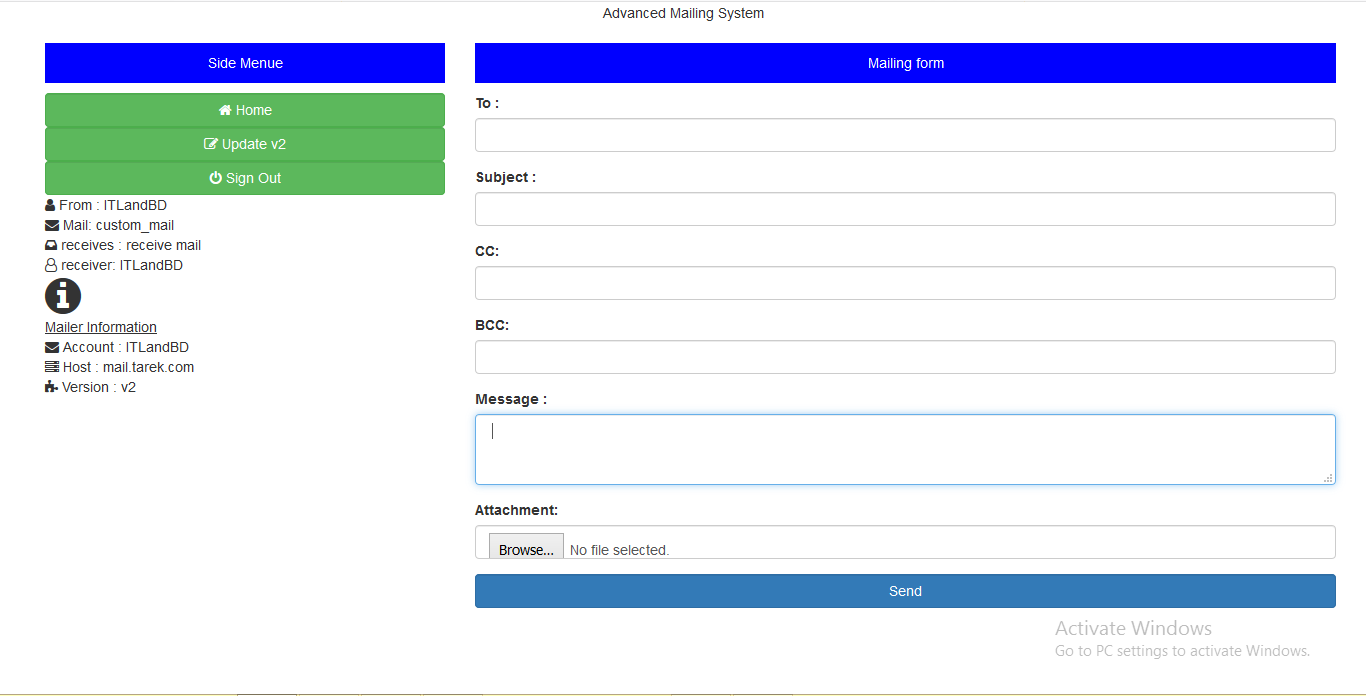 Advanced Mailing System
Side Menue
Home
Update v2
Sign Out
From : ITLandBD
Mail: custom_mail
receives : receive mail
receiver: ITLandBD
Mailer Information
Account : ITLandBD
Host : mail.tarek.com
Version : v2
Mailing form
To :
Subject :
CC:
BCC:
Message :
Attachment:
Browse... No file selected.
Send
Activate Windows
Go to PC settings to activate Windows.